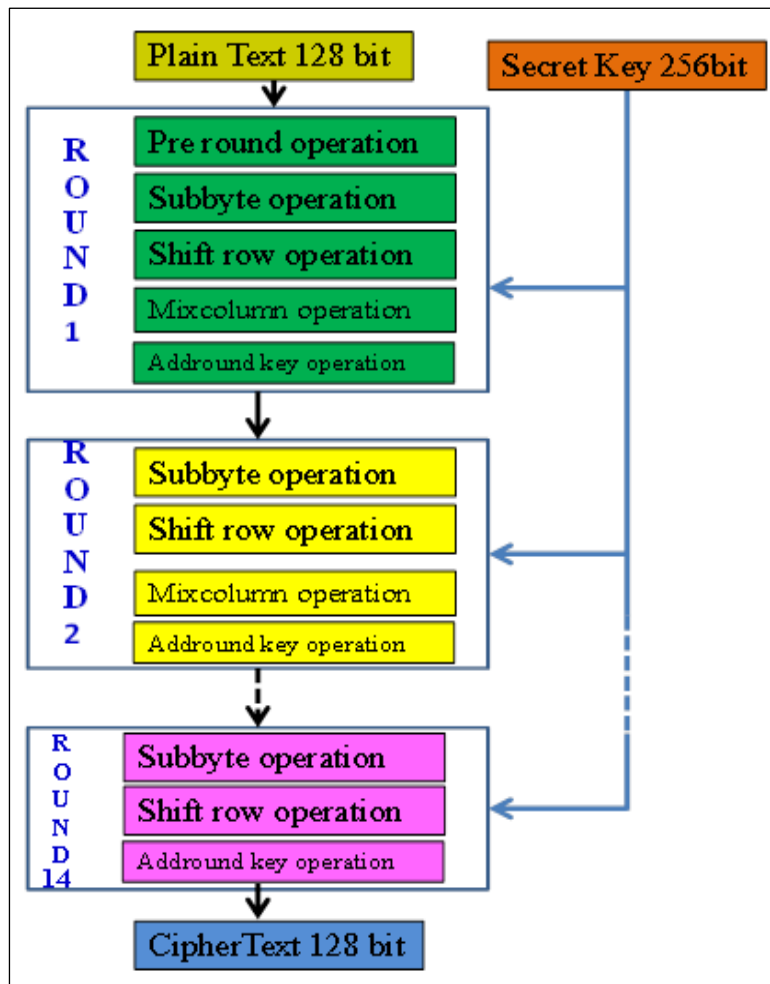 Plain Text 128 bit
Secret Key 256bit
ROUND 1
Pre round operation
Subbyte operation
Shift row operation
Mixcolumn operation
Addround key operation
ROUND 2
Subbyte operation
Shift row operation
Mixcolumn operation
Addround key operation
ROUND 14
Subbyte operation
Shift row operation
Addround key operation
CipherText 128 bit